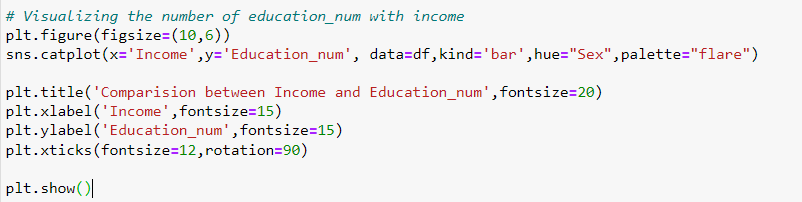 # Visualizing the number of education_num with income
plt.figure(figsize=(10,6))
sns.catplot(x='Income',y='Education_num', data=df,kind='bar',hue="Sex",palette="flare")
plt.title('Comparision between Income and Education_num',fontsize=20)
plt.xlabel('Income',fontsize=15)
plt.ylabel('Education_num',fontsize=15)
plt.xticks(fontsize=12,rotation=90)
plt.show()